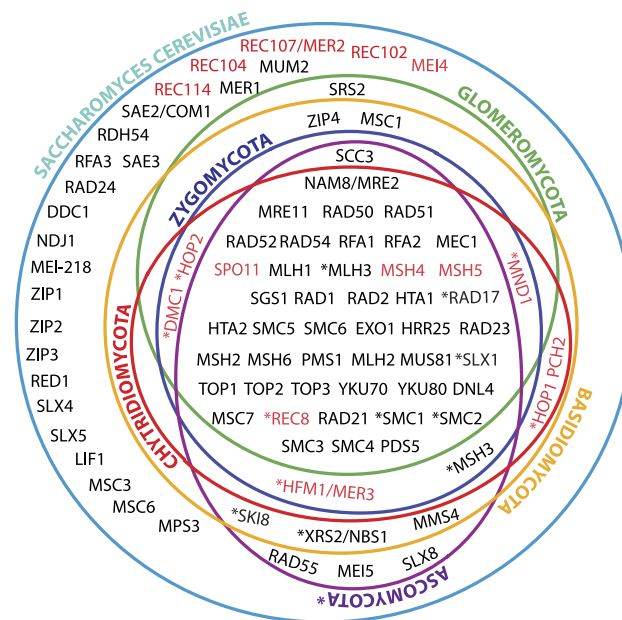 SACCHAROMYCES CEREVISIAE
REC107/MER2
REC102
REC104
MUM2
MEI4
REC114
MER1
SRS2
GLOMEROMYCOTA
SAE2/COM1
ZIP4
MSC1
RDH54
ZYGOMYCOTA
RFA3
SAE3
SCC3
RAD24
NAM8/MRE2
DDC1
MRE11 RAD50 RAD51
NDJ1
RAD52 RAD54 RFA1 RFA2 MEC1
*DMC1 *HOP2
*MND1
MEI-218
SPO11 MLH1 *MLH3 MSH4 MSH5
ZIP1
SGS1 RAD1 RAD2 HTA1 *RAD17
ZIP2
HTA2 SMC5 SMC6 EXO1 HRR25 RAD23
ZIP3
MSH2 MSH6 PMS1 MLH2 MUS81 *SLX1
*HOP1 PCH2
RED1
TOP1 TOP2 TOP3 YKU70 YKU80 DNL4
SLX4
MSC7 *REC8 RAD21 *SMC1 *SMC2
CHYTRIDIOMYCOTA
BASIDIOMYCOTA
SLX5
SMC3 SMC4 PDS5
LIF1
*MSH3
MSC3
*HFM1/MER3
MSC6
*SKI8
MMS4
MPS3
*XRS2/NBS1
RAD55
MEI5
SLX8
ASCOMYCOTA*